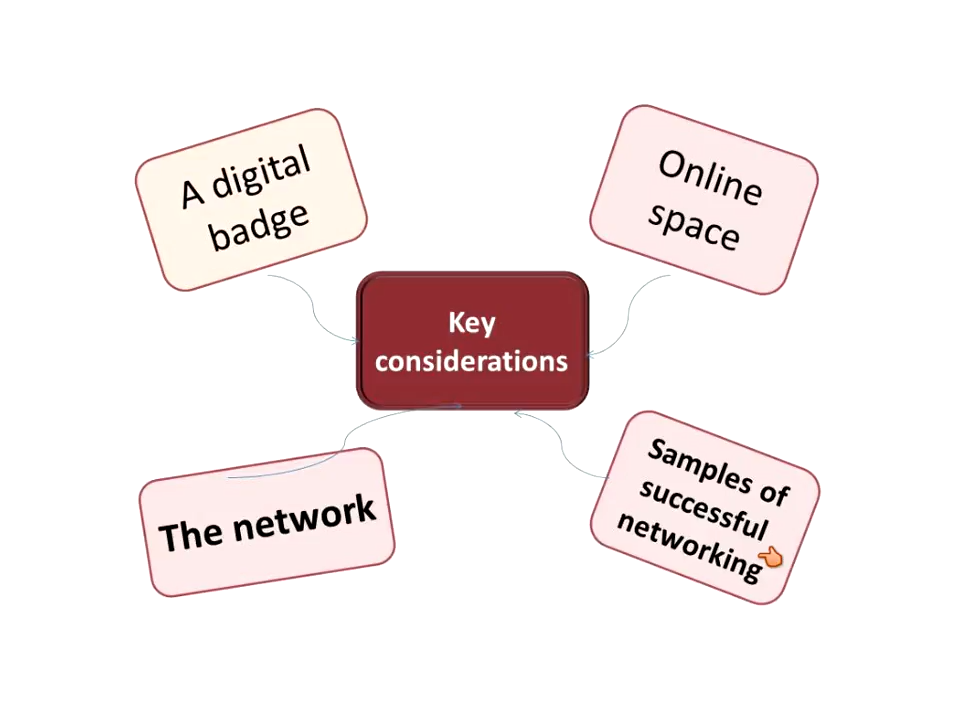 A digital
badge
Online
space
Key
considerations
The network
Samples of
successful
networking